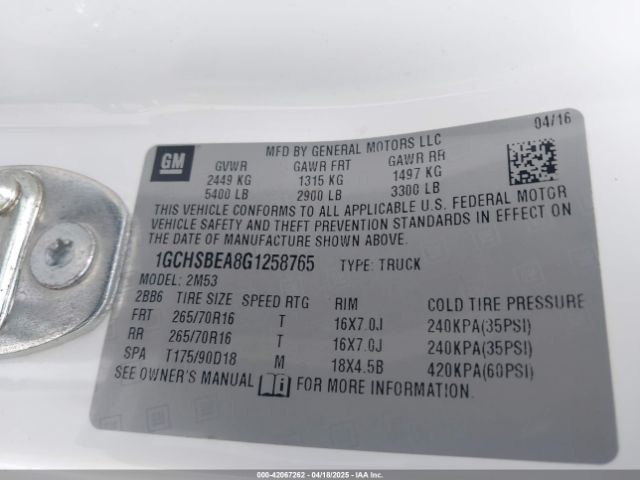 04/16
MFD BY GENERAL MOTORS LLC
GM
GVWR GAWR FRT GAWR RR
2449 KG 1315 KG 1497 KG
5400 LB 2900 LB 3300 LB
THIS VEHICLE CONFORMS TO ALL APPLICABLE U.S. FEDERAL MOTOR
VEHICLE SAFETY AND THEFT PREVENTION STANDARDS IN EFFECT ON
THE DATE OF MANUFACTURE SHOWN ABOVE.
1GCHSBEA8G1258765 TYPE: TRUCK
MODEL: 2M53
2BB6 TIRE SIZE SPEED RTG RIM COLD TIRE PRESSURE
FRT 265/70R16 T 16X7.0J 240KPA(35PSI)
RR 265/70R16 T 16X7.0J 240KPA(35PSI)
SPA T175/90D18 M 18X4.5B 420KPA(60PSI)
SEE OWNER'S MANUAL FOR MORE INFORMATION.
000-42067262 - 04/18/2025 - IAAI, Inc.